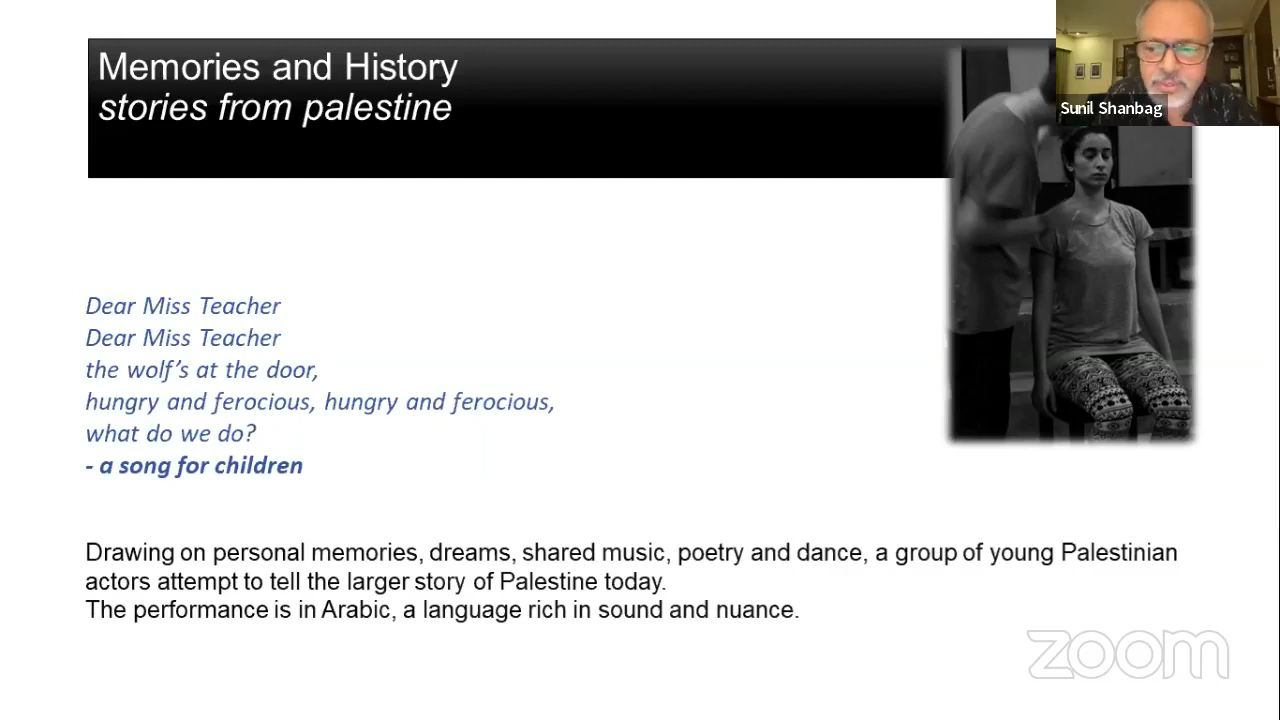 Memories and History
stories from palestine
Sunil Shanbag
Dear Miss Teacher
Dear Miss Teacher
the wolf's at the door,
hungry and ferocious, hungry and ferocious,
what do we do?
- a song for children
Drawing on personal memories, dreams, shared music, poetry and dance, a group of young Palestinian
actors attempt to tell the larger story of Palestine today.
The performance is in Arabic, a language rich in sound and nuance.
zoom